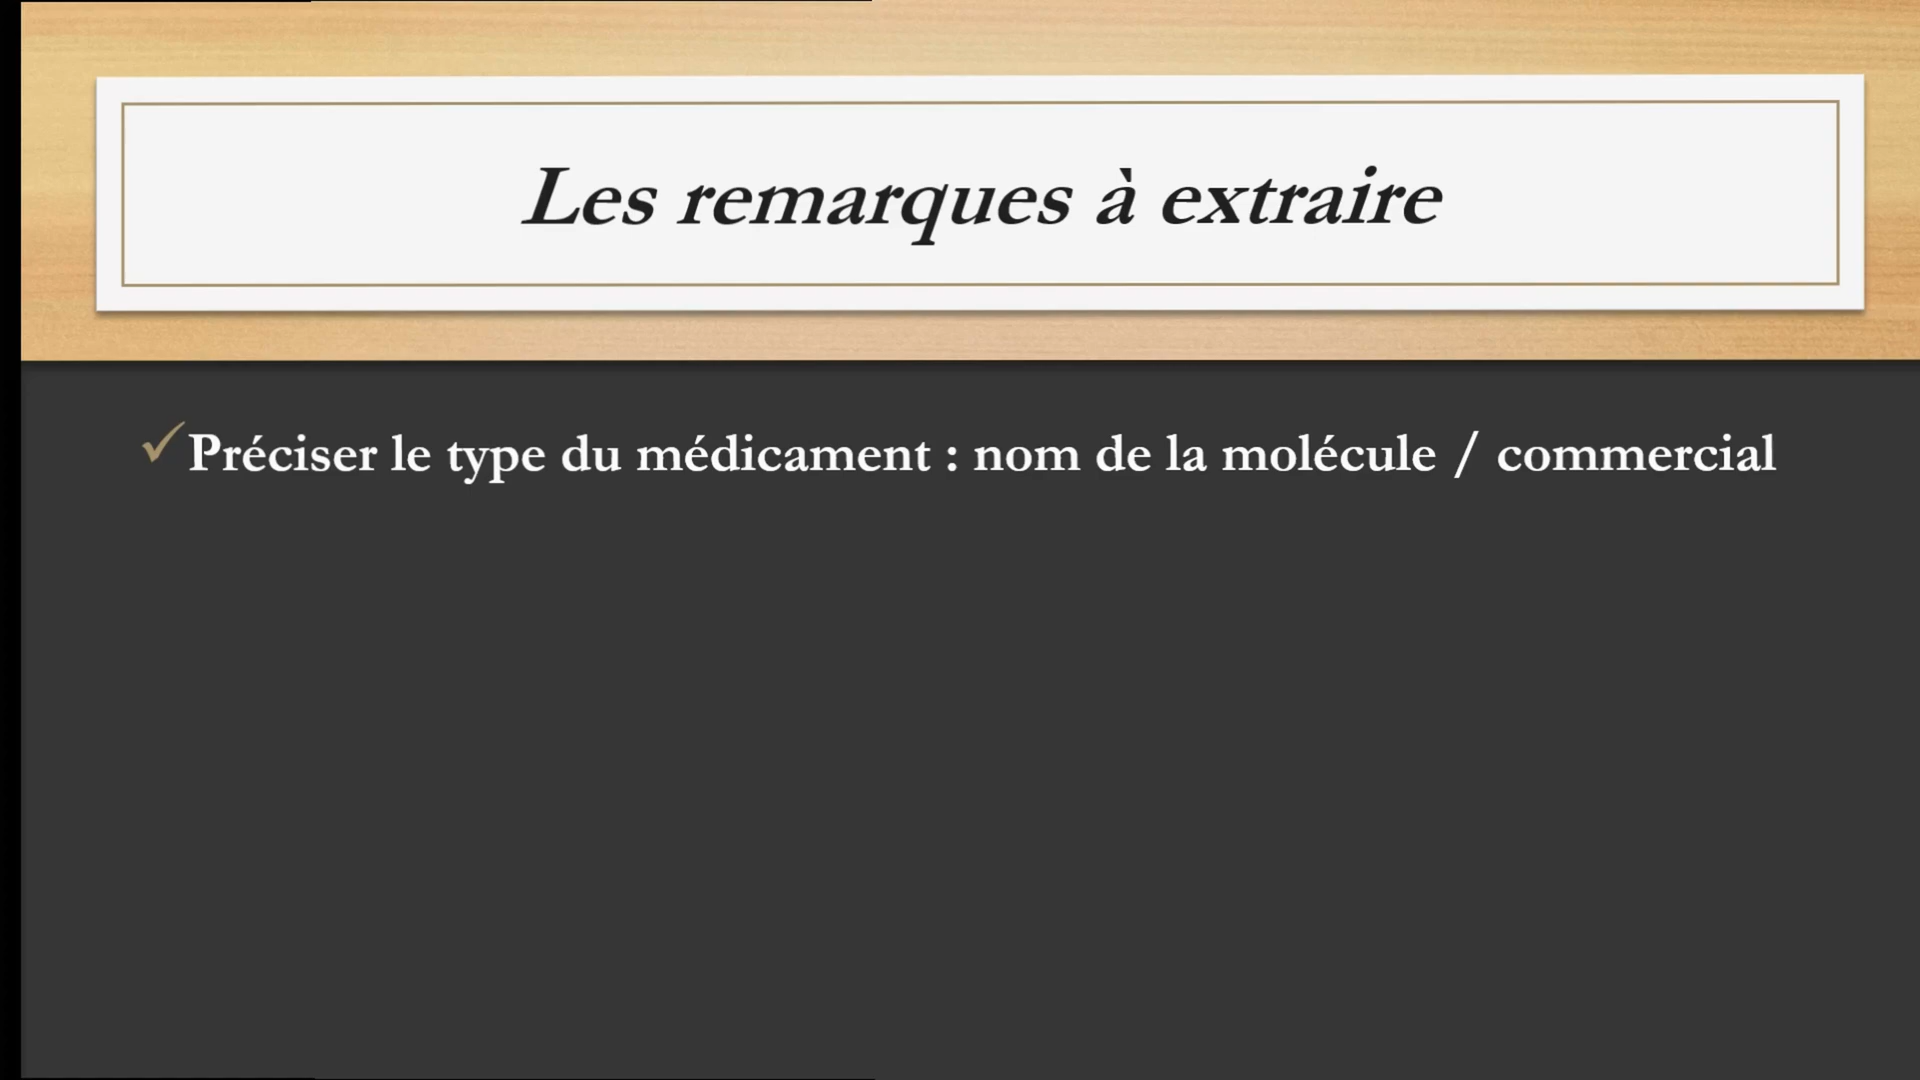 Les remarques à extraire
✓Préciser le type du médicament : nom de la molécule / commercial